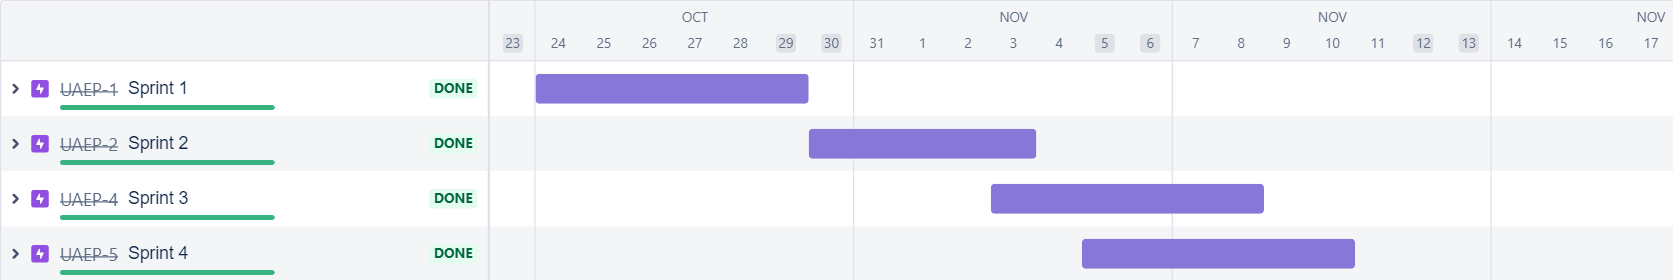 OCT NOV NOV NOV
23 24 25 26 27 28 29 30 31 1 2 3 4 5 6 7 8 9 10 11 12 13 14 15 16 17
UAEP-1 Sprint 1 DONE
UAEP-2 Sprint 2 DONE
UAEP-4 Sprint 3 DONE
UAEP-5 Sprint 4 DONE